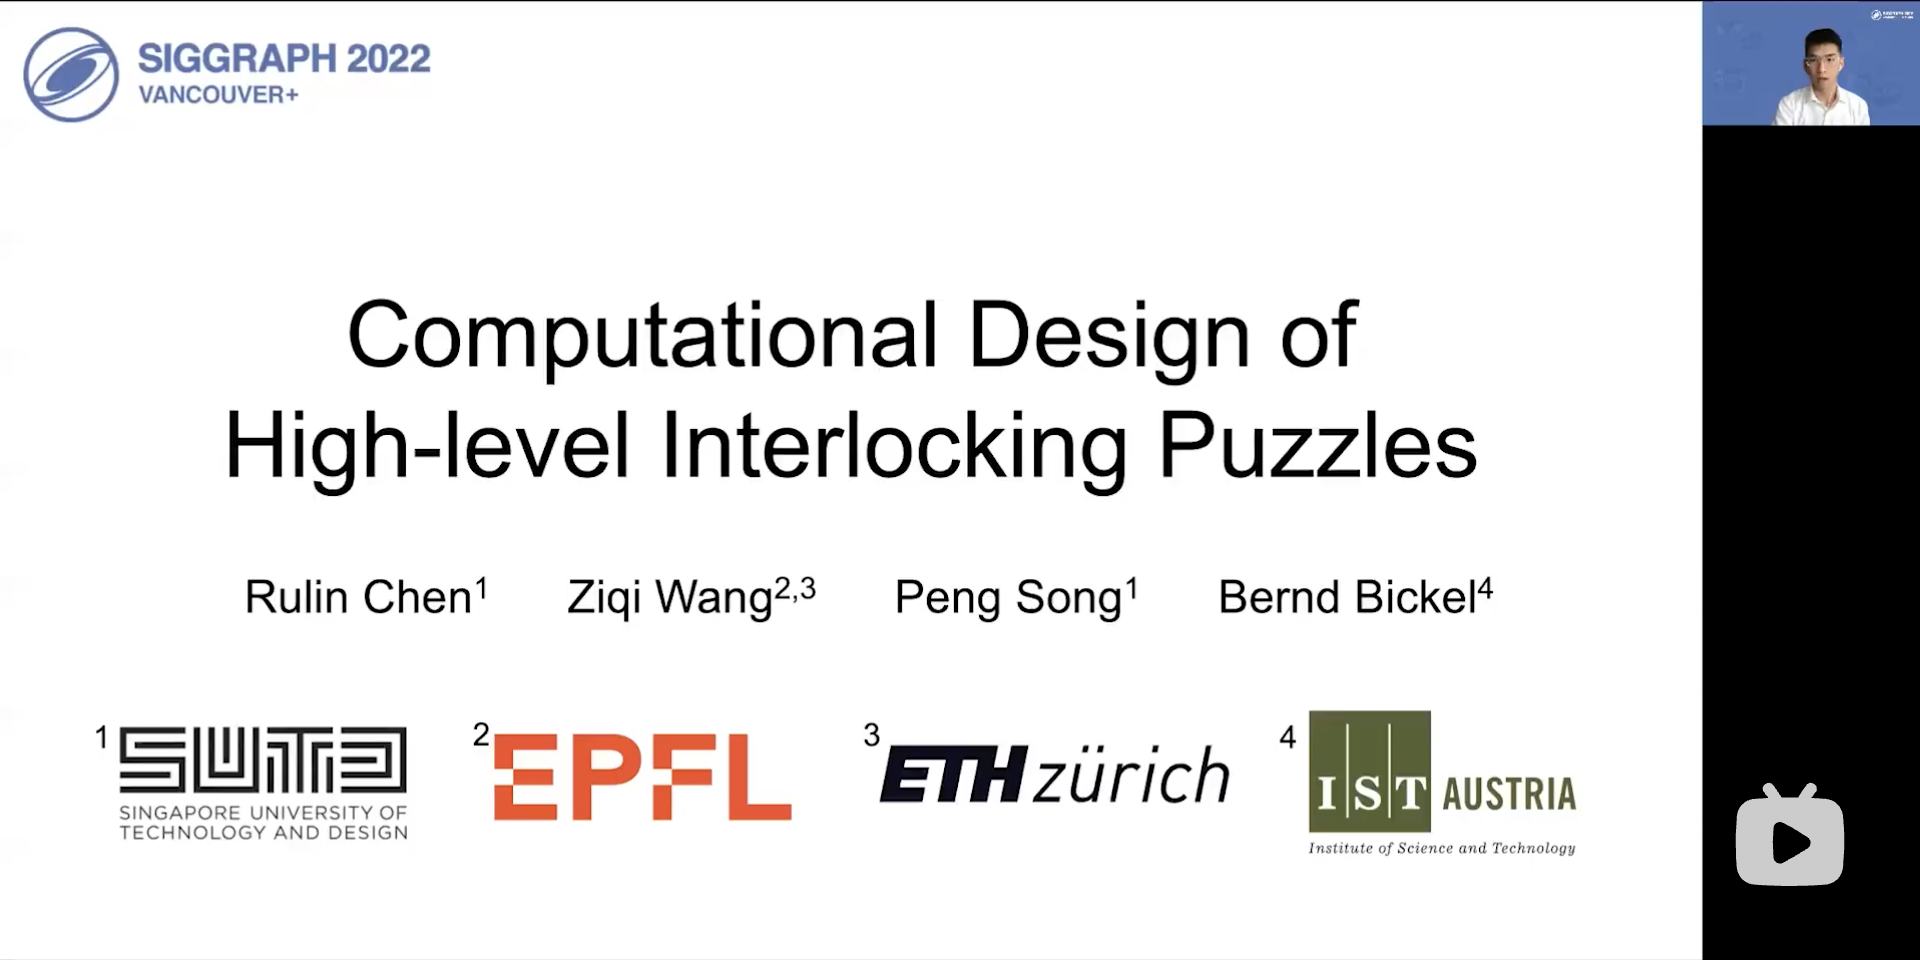 SIGGRAPH 2022
VANCOUVER+
Computational Design of
High-level Interlocking Puzzles
Rulin Chen1 Ziqi Wang2,3 Peng Song1 Bernd Bickel4
1 SUTD
SINGAPORE UNIVERSITY OF
TECHNOLOGY AND DESIGN
2 EPFL
3 ETH zürich
4 IST AUSTRIA
Institute of Science and Technology